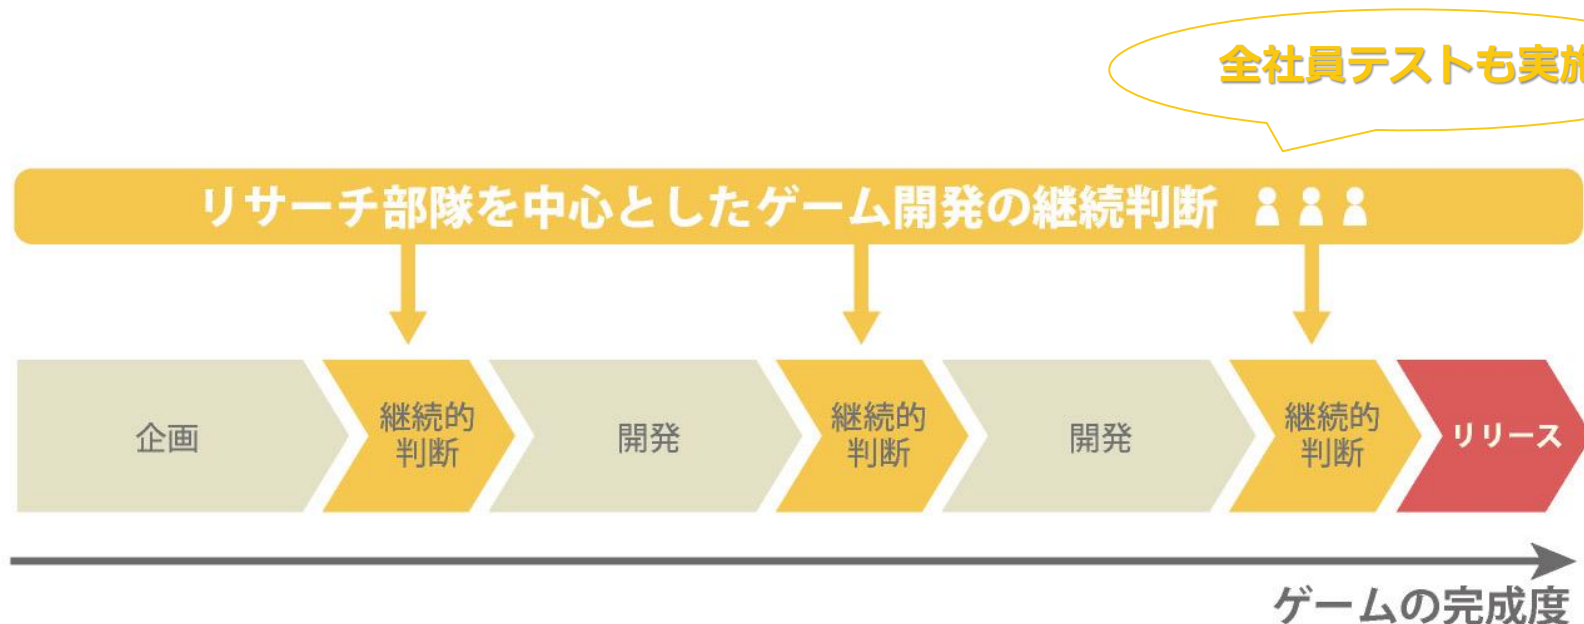 全社員テストも実施
リサーチ部隊を中心としたゲーム開発の継続判断
企画
継続的
判断
開発
継続的
判断
開発
継続的
判断
リリース
ゲームの完成度